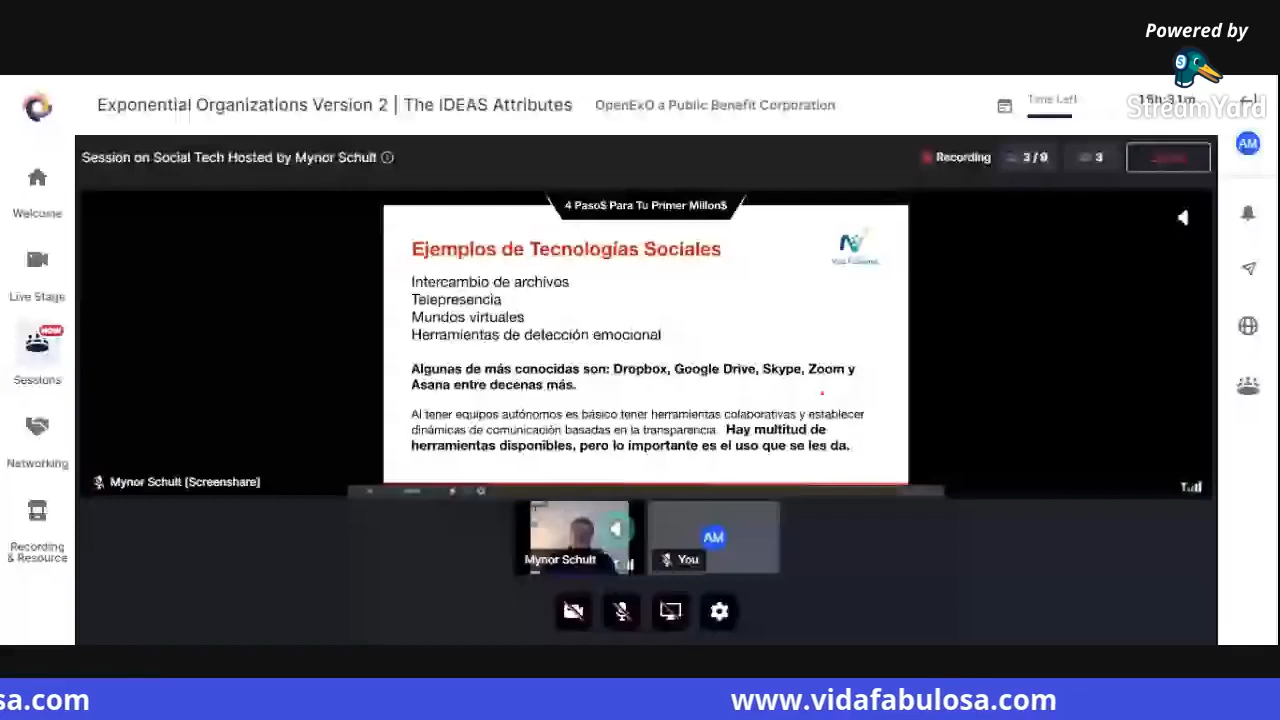 Powered by
StreamYard
Exponential Organizations Version 2 | The IDEAS Attributes
OpenExO a Public Benefit Corporation
Time Left
15h:31m
Session on Social Tech Hosted by Mynor Schult
Recording
3 / 9
3
AM
Welcome
Live Stage
NOW
Sessions
Networking
Recording
& Resource
4 Paso$ Para Tu Primer Millon$
Ejemplos de Tecnologías Sociales
Intercambio de archivos
Telepresencia
Mundos virtuales
Herramientas de detección emocional
Algunas de más conocidas son: Dropbox, Google Drive, Skype, Zoom y
Asana entre decenas más.
Al tener equipos autónomos es básico tener herramientas colaborativas y establecer
dinámicas de comunicación basadas en la transparencia. Hay multitud de
herramientas disponibles, pero lo importante es el uso que se les da.
Mynor Schult (Screenshare)
Mynor Schult
AM
You
sa.com
www.vidafabulosa.com